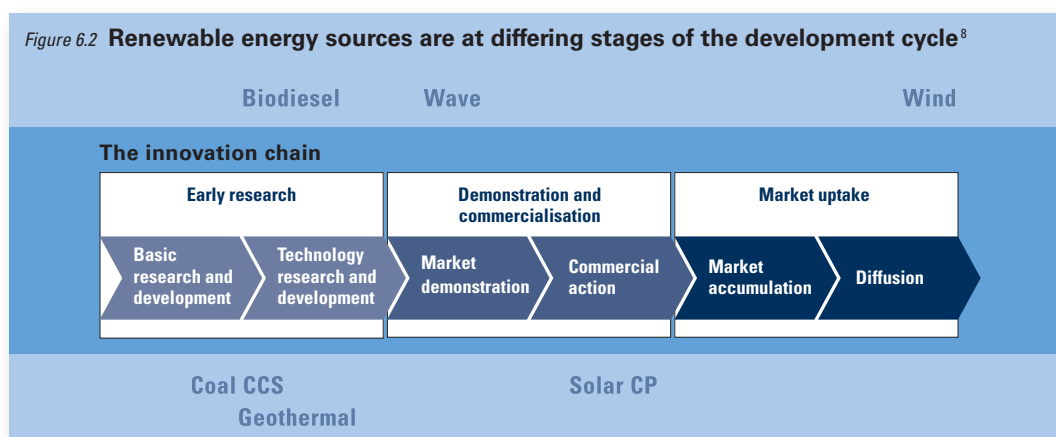 Figure 6.2 Renewable energy sources are at differing stages of the development cycle8
Biodiesel Wave Wind
The innovation chain
Early research
Demonstration and
commercialisation
Market uptake
Basic
research and
development
Technology
research and
development
Market
demonstration
Commercial
action
Market
accumulation
Diffusion
Coal CCS Solar CP
Geothermal